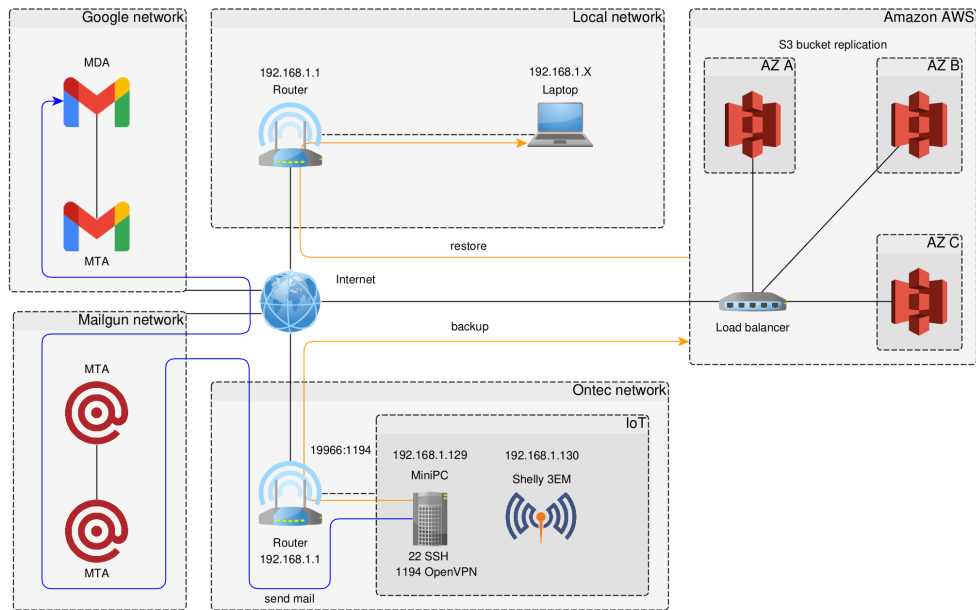 Google network
MDA
MTA
Local network
192.168.1.1
Router
192.168.1.X
Laptop
Amazon AWS
S3 bucket replication
AZ A
AZ B
AZ C
Load balancer
restore
Internet
backup
Mailgun network
MTA
MTA
Ontec network
IoT
19966:1194
192.168.1.129
MiniPC
192.168.1.130
Shelly 3EM
Router
192.168.1.1
22 SSH
1194 OpenVPN
send mail